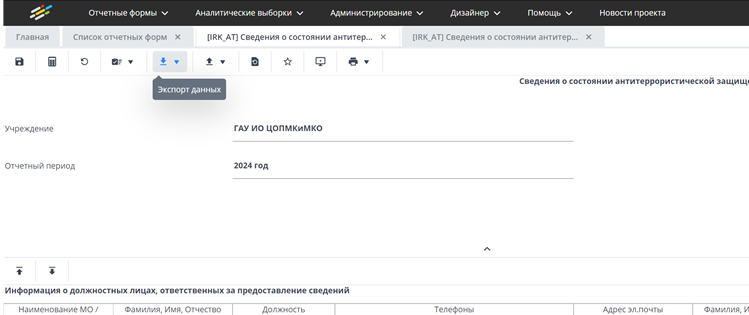 Отчетные формы Аналитические выборки Администрирование Дизайнер Помощь Новости проекта
Главная Список отчетных форм [IRK_AT] Сведения о состоянии антитер... [IRK_AT] Сведения о состоянии антитер...
Экспорт данных
Сведения о состоянии антитеррористической защище
Учреждение ГАУ ИО ЦОПМКиМКО
Отчетный период 2024 год
Информация о должностных лицах, ответственных за предоставление сведений
Наименование МО / Фамилия, Имя, Отчество Должность Телефоны Адрес эл.почты Фамилия, И